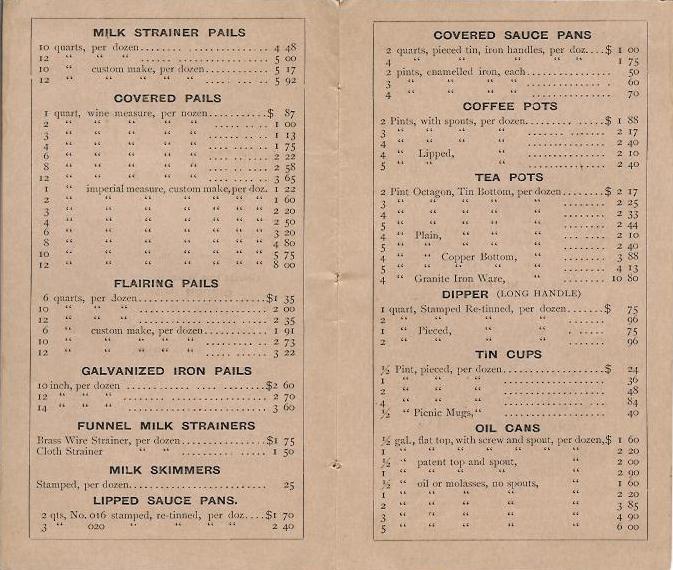 MILK STRAINER PAILS
10 quarts, per dozen.......... 4 48
12 " " " .......... 5 00
10 " custom make, per dozen.......... 5 17
12 " " " " .......... 5 92
COVERED PAILS
1 quart, wine measure, per nozen..........$ 87
2 " " " " " .......... 1 00
3 " " " " " .......... 1 13
4 " " " " " .......... 1 75
6 " " " " " .......... 2 22
8 " " " " " .......... 2 58
12 " " " " " .......... 3 65
1 " imperial measure, custom make, per doz. 1 22
2 " " " " " " " 1 60
3 " " " " " " " 2 20
4 " " " " " " " 2 50
6 " " " " " " " 3 20
8 " " " " " " " 4 80
10 " " " " " " " 5 75
12 " " " " " " " 8 00
FLAIRING PAILS
6 quarts, per dozen..........$1 35
10 " " " .......... 2 00
12 " " " .......... 2 35
6 " custom make, per dozen.......... 1 91
10 " " " " " .......... 2 73
12 " " " " " .......... 3 22
GALVANIZED IRON PAILS
10 inch, per dozen ..........$2 60
12 " " " .......... 2 70
14 " " " .......... 3 60
FUNNEL MILK STRAINERS
Brass Wire Strainer, per dozen..........$1 75
Cloth Strainer " " .......... 1 50
MILK SKIMMERS
Stamped, per dozen.......... 25
LIPPED SAUCE PANS.
2 qts, No. 016 stamped, re-tinned, per doz....$1 70
3 " 020 " " " " 2 40
COVERED SAUCE PANS
2 quarts, pieced tin, iron handles, per doz....$ 1 00
4 " " " " " " 1 75
2 pints, enamelled iron, each.......... 50
3 " " " " .......... 60
4 " " " " .......... 70
COFFEE POTS
2 Pints, with spouts, per dozen..........$ 1 88
3 " " " " .......... 2 17
4 " " " " .......... 2 40
4 " Lipped, " .......... 2 10
5 " " " .......... 2 40
TEA POTS
2 Pint Octagon, Tin Bottom, per dozen........$ 2 17
3 " " " " " ........ 2 25
4 " " " " " ........ 2 33
5 " " " " " ........ 2 44
4 " Plain, " " " ........ 2 10
5 " " " " " ........ 2 40
4 " " Copper Bottom, " ........ 3 88
5 " " " " " ........ 4 13
4 " Granite Iron Ware, " ........ 10 80
DIPPER (LONG HANDLE)
1 quart, Stamped Re-tinned, per dozen........$ 75
2 " " " " ........ 96
1 " Pieced, " " ........ 75
2 " " " " ........ 96
TIN CUPS
½ Pint, pieced, per dozen..........$ 24
1 " " " .......... 36
2 " " " .......... 48
4 " " " .......... 84
½ " Picnic Mugs, " .......... 40
OIL CANS
½ gal., flat top, with screw and spout, per dozen,$ 1 60
1 " " " " " " 2 20
½ " patent top and spout, " 2 00
1 " " " " " 2 90
½ " oil or molasses, no spouts, " 1 60
1 " " " " " " 2 20
2 " " " " " " 3 85
3 " " " " " " 4 90
5 " " " " " " 6 00